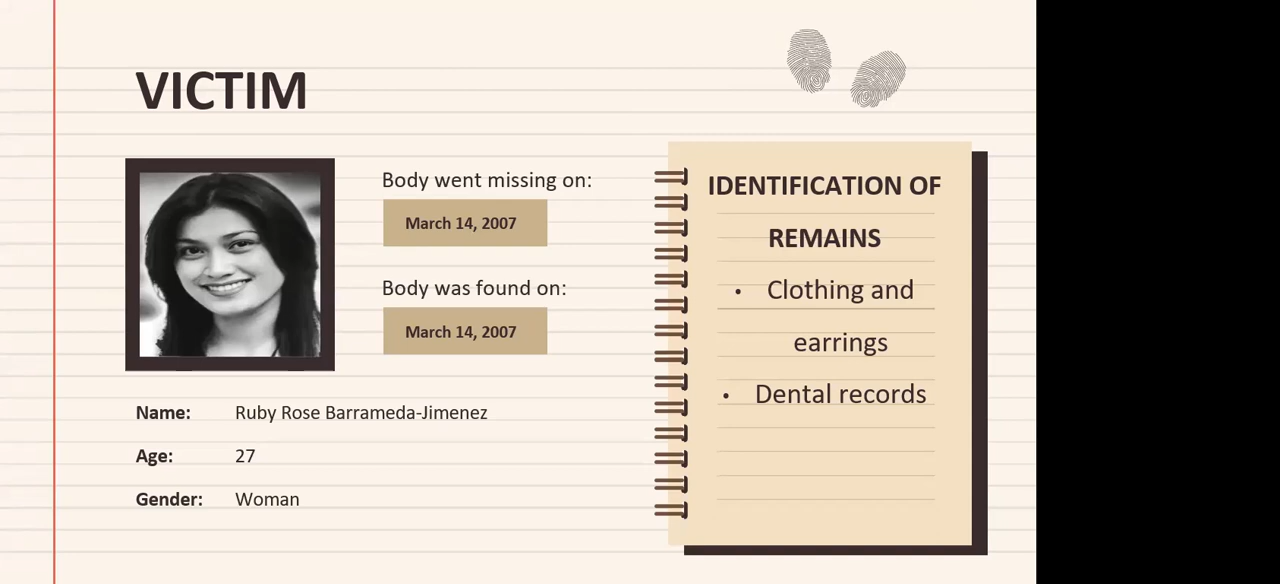 VICTIM
Body went missing on:
March 14, 2007
Body was found on:
March 14, 2007
Name: Ruby Rose Barrameda-Jimenez
Age: 27
Gender: Woman
IDENTIFICATION OF
REMAINS
• Clothing and
earrings
• Dental records